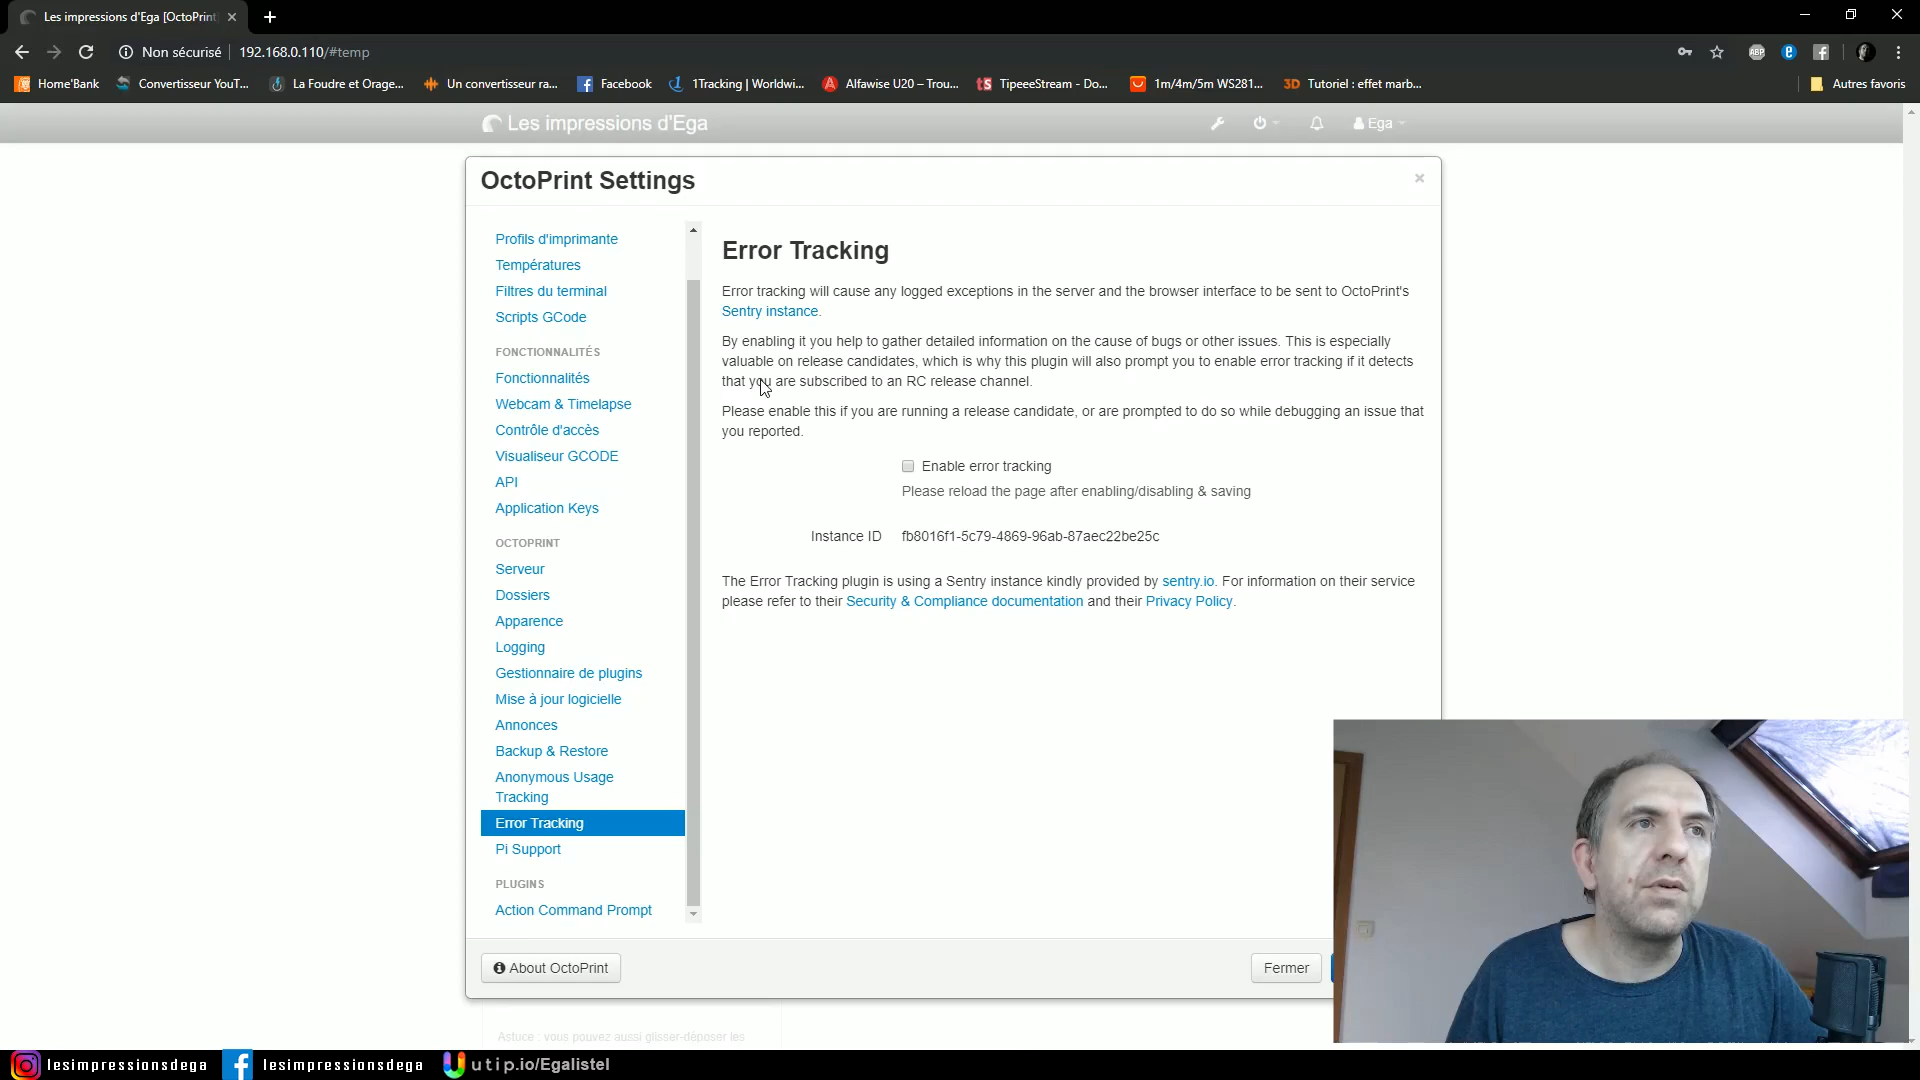 Les impressions d'Ega [OctoPrint
Non sécurisé
192.168.0.110/#temp
ABP
Home'Bank
Convertisseur YouT...
La Foudre et Orage...
Un convertisseur ra...
Facebook
1Tracking | Worldwi...
Alfawise U20 – Trou...
tS TipeeeStream - Do...
1m/4m/5m WS281...
3D Tutoriel : effet marb...
Autres favoris
Les impressions d'Ega
Ega
OctoPrint Settings
Profils d'imprimante
Températures
Filtres du terminal
Scripts GCode
FONCTIONNALITÉS
Fonctionnalités
Webcam & Timelapse
Contrôle d'accès
Visualiseur GCODE
API
Application Keys
OCTOPRINT
Serveur
Dossiers
Apparence
Logging
Gestionnaire de plugins
Mise à jour logicielle
Annonces
Backup & Restore
Anonymous Usage
Tracking
Error Tracking
Pi Support
PLUGINS
Action Command Prompt
Error Tracking
Error tracking will cause any logged exceptions in the server and the browser interface to be sent to OctoPrint's
Sentry instance.
By enabling it you help to gather detailed information on the cause of bugs or other issues. This is especially
valuable on release candidates, which is why this plugin will also prompt you to enable error tracking if it detects
that you are subscribed to an RC release channel.
Please enable this if you are running a release candidate, or are prompted to do so while debugging an issue that
you reported.
Enable error tracking
Please reload the page after enabling/disabling & saving
Instance ID fb8016f1-5c79-4869-96ab-87aec22be25c
The Error Tracking plugin is using a Sentry instance kindly provided by sentry.io. For information on their service
please refer to their Security & Compliance documentation and their Privacy Policy.
About OctoPrint
Fermer
Astuce : vous pouvez aussi glisser-déposer les
lesimpressionsdega
lesimpressionsdega
utip.io/Egalistel